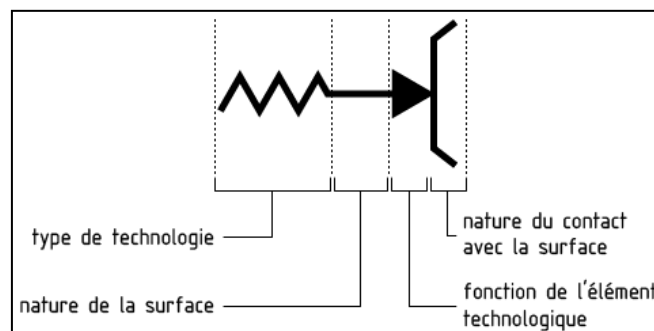 type de technologie
nature de la surface
nature du contact
avec la surface
fonction de l'élément
technologique